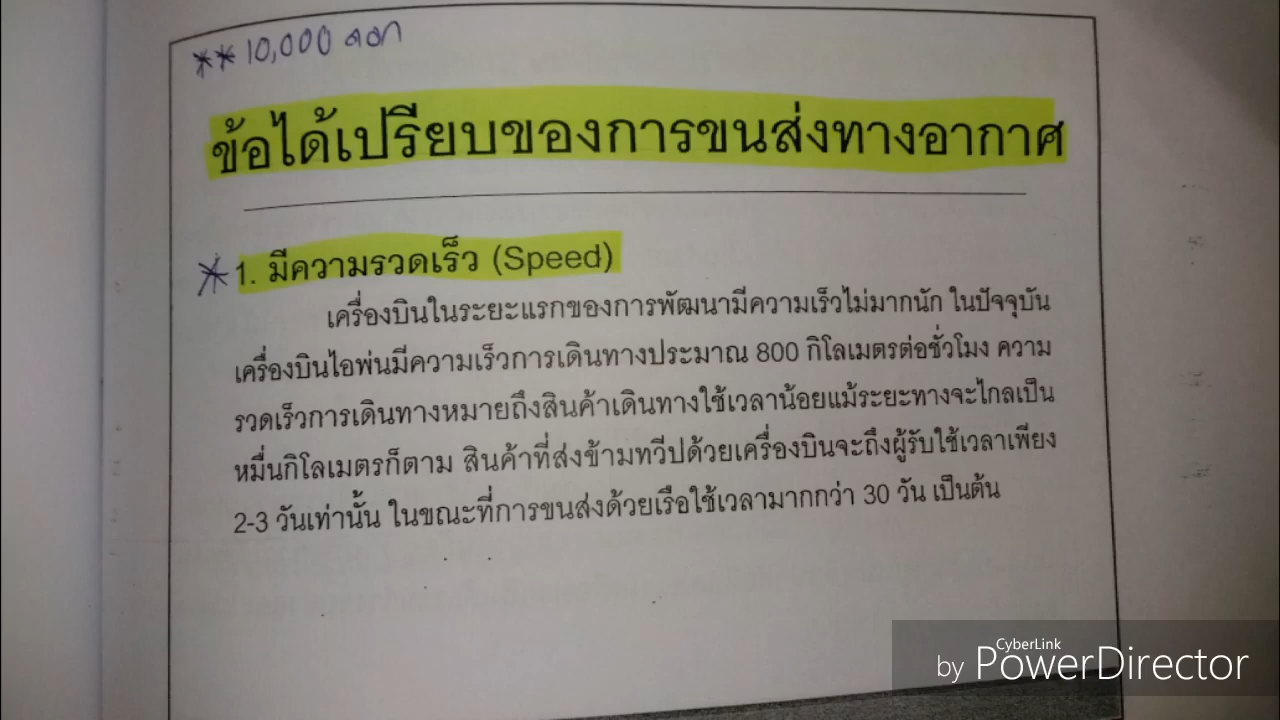 ** 10,000 ดอก
ข้อได้เปรียบของการขนส่งทางอากาศ
* 1. มีความรวดเร็ว (Speed)
เครื่องบินในระยะแรกของการพัฒนามีความเร็วไม่มากนัก ในปัจจุบัน
เครื่องบินไอพ่นมีความเร็วการเดินทางประมาณ 800 กิโลเมตรต่อชั่วโมง ความ
รวดเร็วการเดินทางหมายถึงสินค้าเดินทางใช้เวลาน้อยแม้ระยะทางจะไกลเป็น
หมื่นกิโลเมตรก็ตาม สินค้าที่ส่งข้ามทวีปด้วยเครื่องบินจะถึงผู้รับใช้เวลาเพียง
2-3 วันเท่านั้น ในขณะที่การขนส่งด้วยเรือใช้เวลามากกว่า 30 วัน เป็นต้น
CyberLink
by PowerDirector